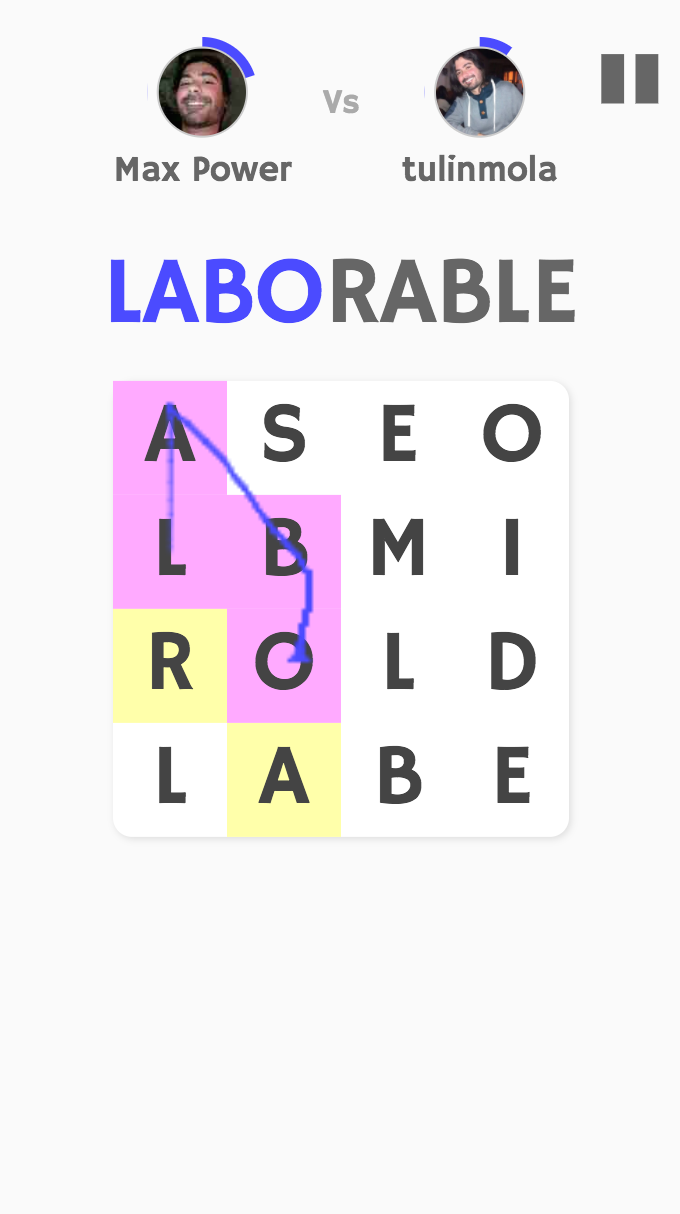 Vs
Max Power tulinmola
LABORABLE
A S E O
L B M I
R O L D
L A B E